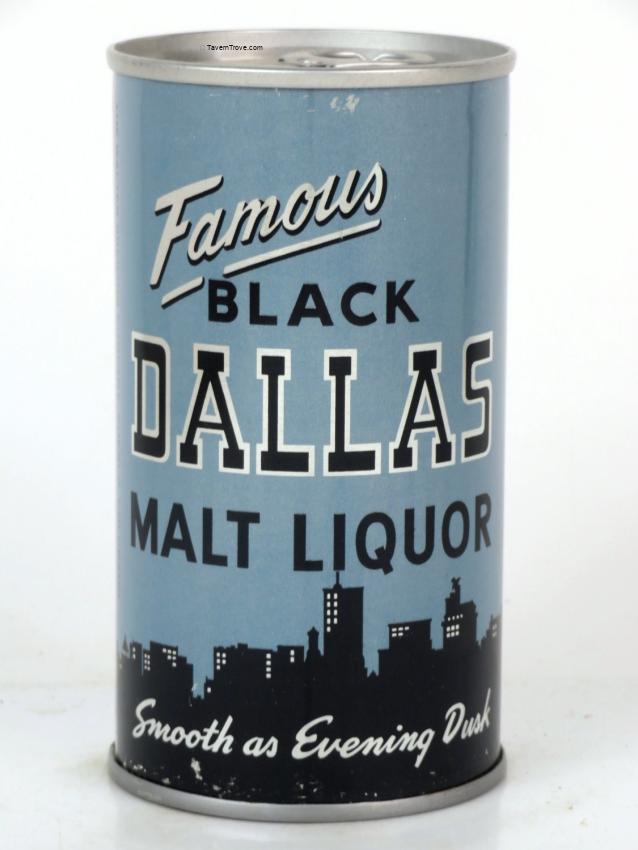 © TavernTrove.com
Famous
BLACK
DALLAS
MALT LIQUOR
Smooth as Evening Dusk